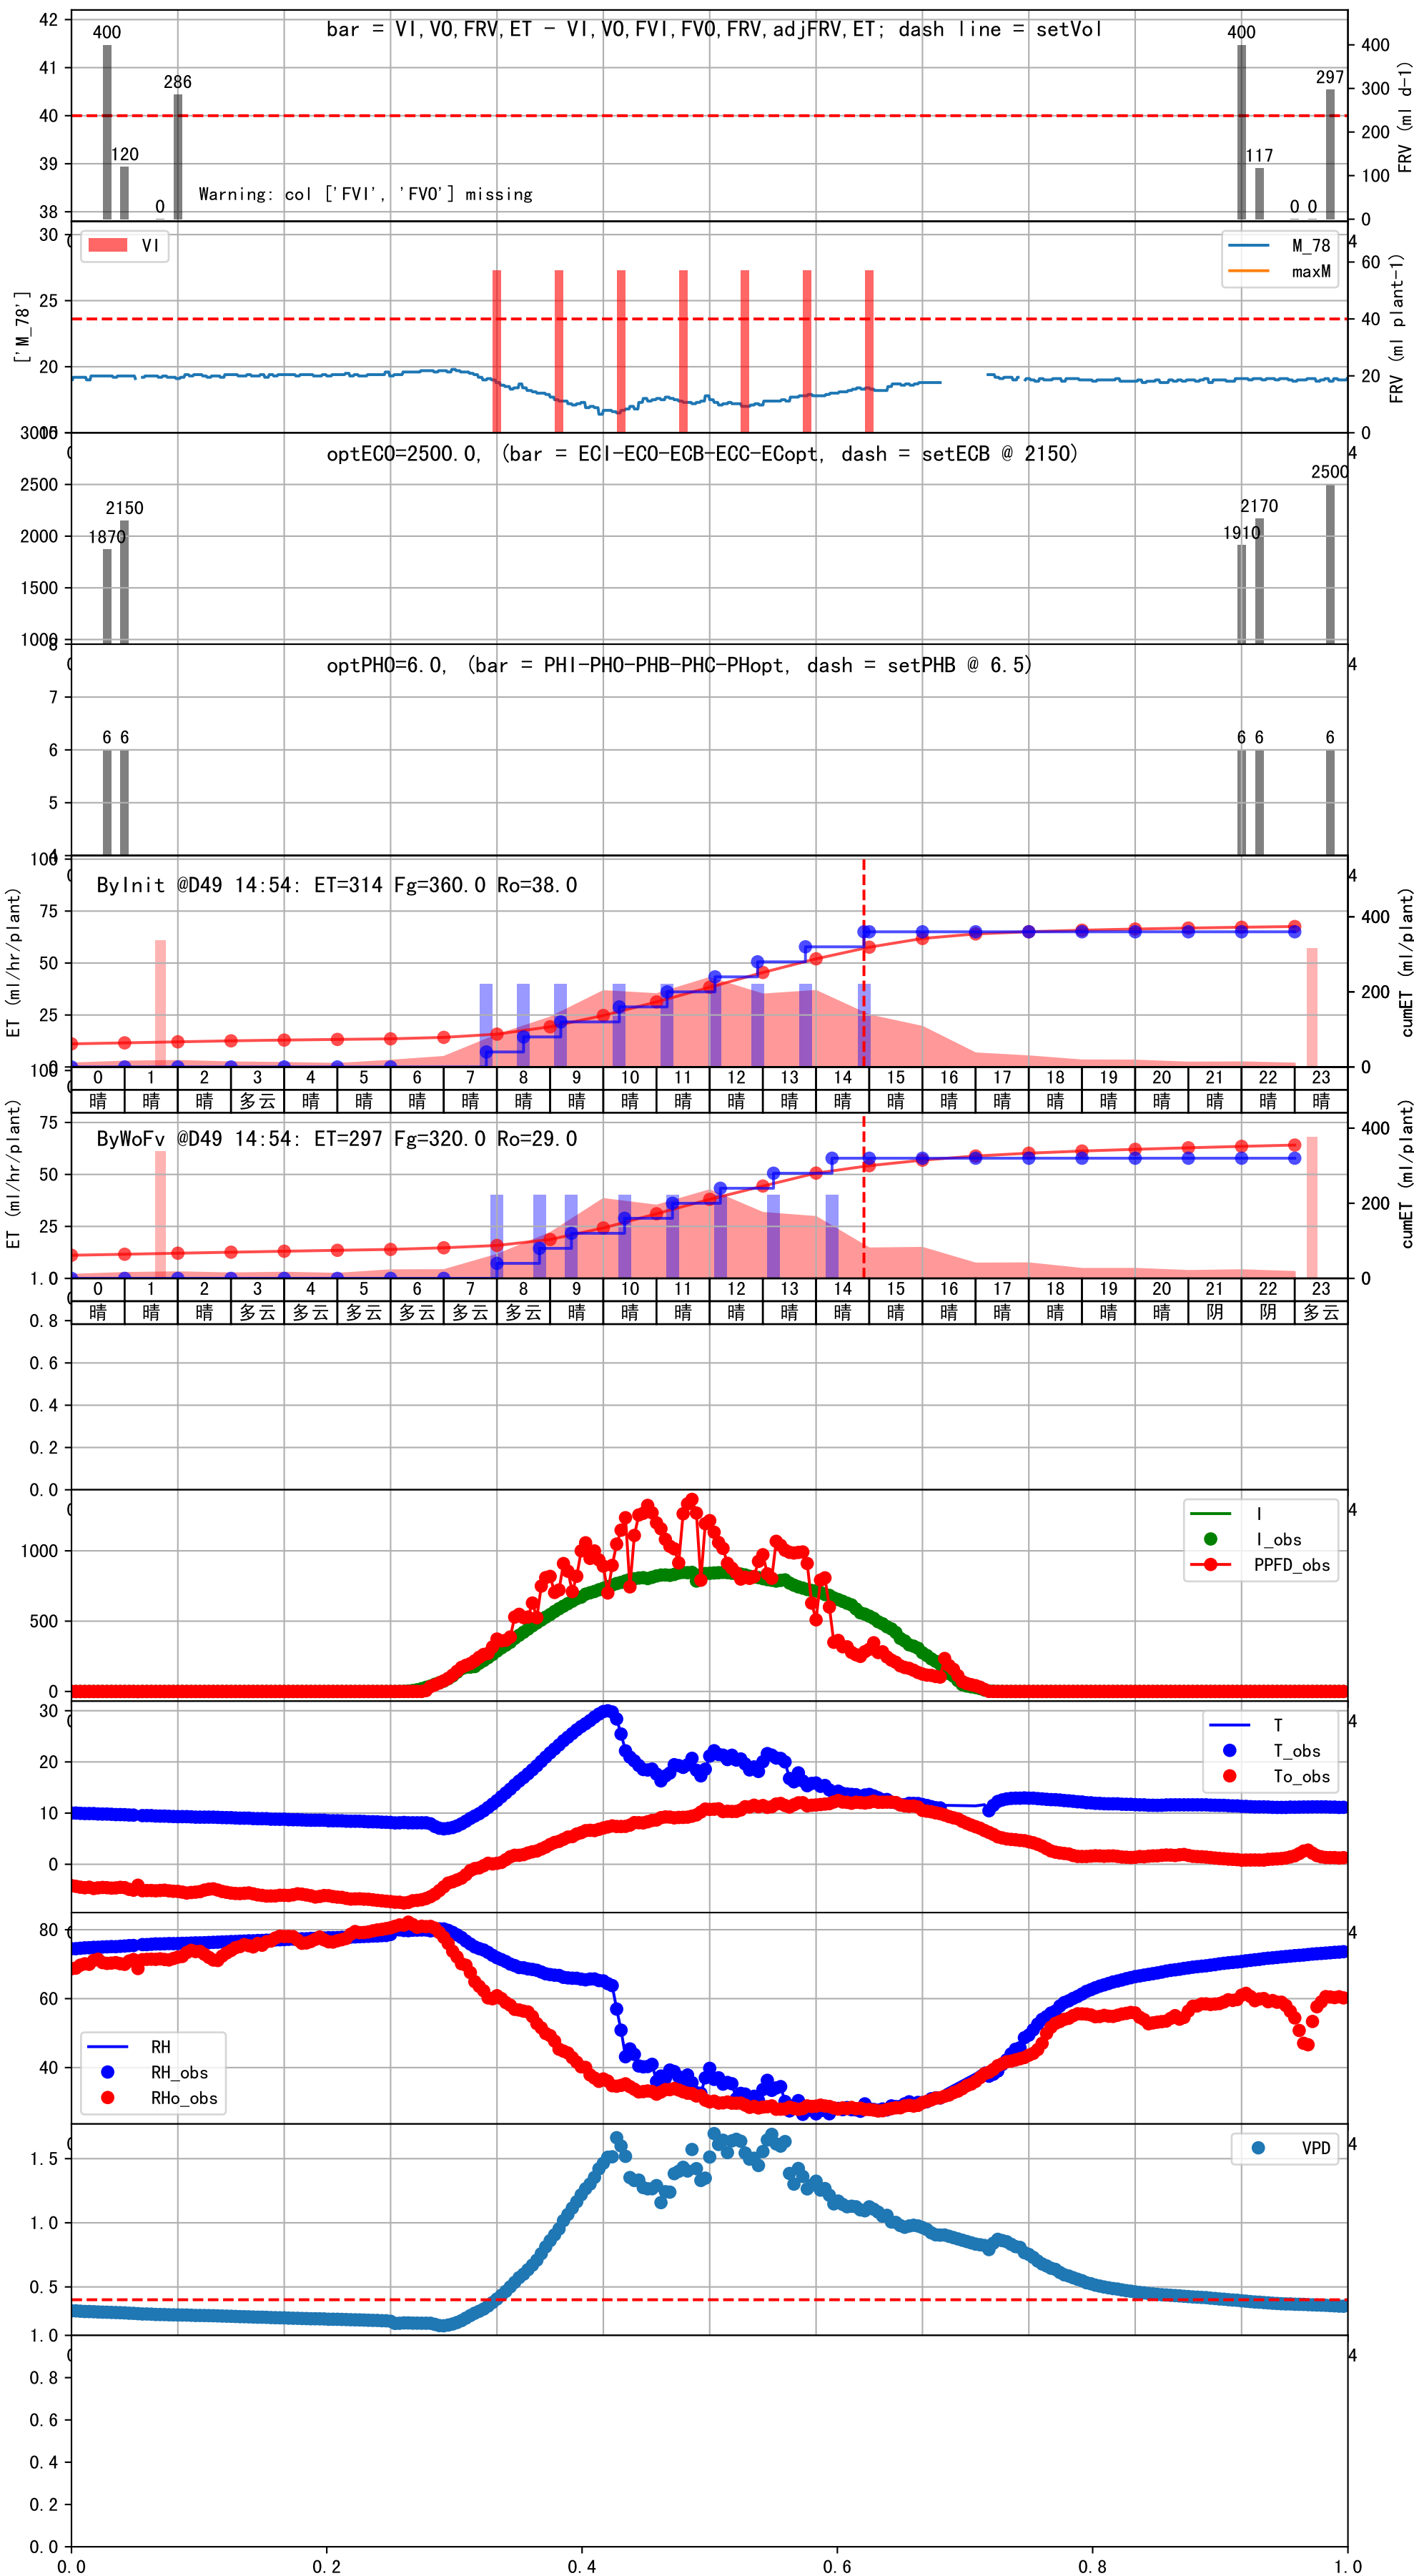 bar = VI,VO,FRV,ET - VI,VO,FVI,FVO,FRV,adjFRV,ET; dash line = setVol
42
41
40
39
38
400
120
0
286
400
117
0 0
297
Warning: col ['FVI', 'FVO'] missing
400
300
200
100
0
FRV (ml d-1)
VI
M_78
maxM
30
25
20
15
['M_78']
60
40
20
0
FRV (ml plant-1)
optECO=2500.0, (bar = ECI-ECO-ECB-ECC-ECopt, dash = setECB @ 2150)
3000
2500
2000
1500
1000
1870
2150
1910
2170
2500
optPHO=6.0, (bar = PHI-PHO-PHB-PHC-PHopt, dash = setPHB @ 6.5)
8
7
6
5
4
6 6
6 6
6
ByInit @D49 14:54: ET=314 Fg=360.0 Ro=38.0
100
75
50
25
0
ET (ml/hr/plant)
400
200
0
cumET (ml/plant)
0 1 2 3 4 5 6 7 8 9 10 11 12 13 14 15 16 17 18 19 20 21 22 23
晴 晴 晴 多云 晴 晴 晴 晴 晴 晴 晴 晴 晴 晴 晴 晴 晴 晴 晴 晴 晴 晴 晴 晴
ByWoFv @D49 14:54: ET=297 Fg=320.0 Ro=29.0
100
75
50
25
ET (ml/hr/plant)
400
200
0
cumET (ml/plant)
0 1 2 3 4 5 6 7 8 9 10 11 12 13 14 15 16 17 18 19 20 21 22 23
晴 晴 晴 多云 多云 多云 多云 多云 多云 晴 晴 晴 晴 晴 晴 晴 晴 晴 晴 晴 晴 阴 阴 多云
1.0
0.8
0.6
0.4
0.2
0.0
I
I_obs
PPFD_obs
1000
500
0
T
T_obs
To_obs
30
20
10
0
RH
RH_obs
RHo_obs
80
60
40
VPD
1.5
1.0
0.5
1.0
0.8
0.6
0.4
0.2
0.0
0.0 0.2 0.4 0.6 0.8 1.0